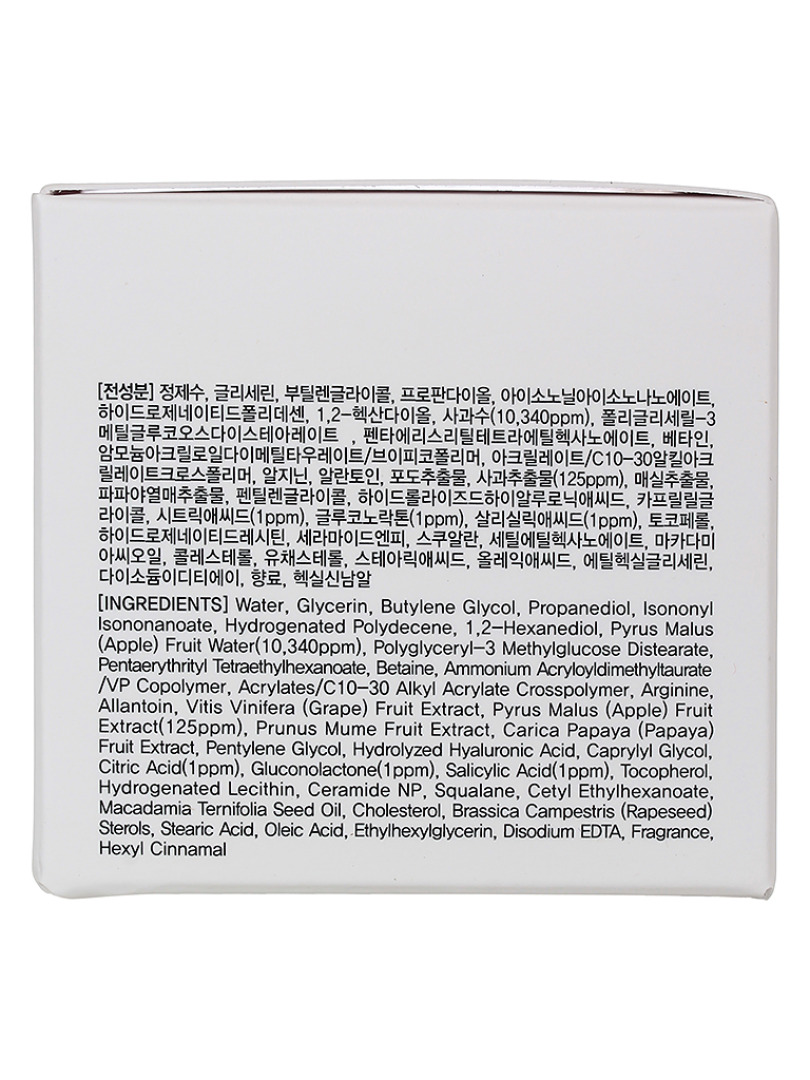 [전성분] 정제수, 글리세린, 부틸렌글라이콜, 프로판다이올, 아이소노닐아이소노나노에이트,
하이드로제네이티드폴리데센, 1,2-헥산다이올, 사과수(10,340ppm), 폴리글리세릴-3
메틸글루코오스다이스테아레이트 , 펜타에리스리틸테트라에틸헥사노에이트, 베타인,
암모늄아크릴로일다이메틸타우레이트/브이피코폴리머, 아크릴레이트/C10-30알킬아크
릴레이트크로스폴리머, 알지닌, 알란토인, 포도추출물, 사과추출물(125ppm), 매실추출물,
파파야열매추출물, 펜틸렌글라이콜, 하이드롤라이즈드하이알루로닉애씨드, 카프릴릴글
라이콜, 시트릭애씨드(1ppm), 글루코노락톤(1ppm), 살리실릭애씨드(1ppm), 토코페롤,
하이드로제네이티드레시틴, 세라마이드엔피, 스쿠알란, 세틸에틸헥사노에이트, 마카다미
아씨오일, 콜레스테롤, 유채스테롤, 스테아릭애씨드, 올레익애씨드, 에틸헥실글리세린,
다이소듐이디티에이, 향료, 헥실신남알
[INGREDIENTS] Water, Glycerin, Butylene Glycol, Propanediol, Isononyl
Isononanoate, Hydrogenated Polydecene, 1,2-Hexanediol, Pyrus Malus
(Apple) Fruit Water(10,340ppm), Polyglyceryl-3 Methylglucose Distearate,
Pentaerythrityl Tetraethylhexanoate, Betaine, Ammonium Acryloyldimethyltaurate
/VP Copolymer, Acrylates/C10-30 Alkyl Acrylate Crosspolymer, Arginine,
Allantoin, Vitis Vinifera (Grape) Fruit Extract, Pyrus Malus (Apple) Fruit
Extract(125ppm), Prunus Mume Fruit Extract, Carica Papaya (Papaya)
Fruit Extract, Pentylene Glycol, Hydrolyzed Hyaluronic Acid, Caprylyl Glycol,
Citric Acid(1ppm), Gluconolactone(1ppm), Salicylic Acid(1ppm), Tocopherol,
Hydrogenated Lecithin, Ceramide NP, Squalane, Cetyl Ethylhexanoate,
Macadamia Ternifolia Seed Oil, Cholesterol, Brassica Campestris (Rapeseed)
Sterols, Stearic Acid, Oleic Acid, Ethylhexylglycerin, Disodium EDTA, Fragrance,
Hexyl Cinnamal